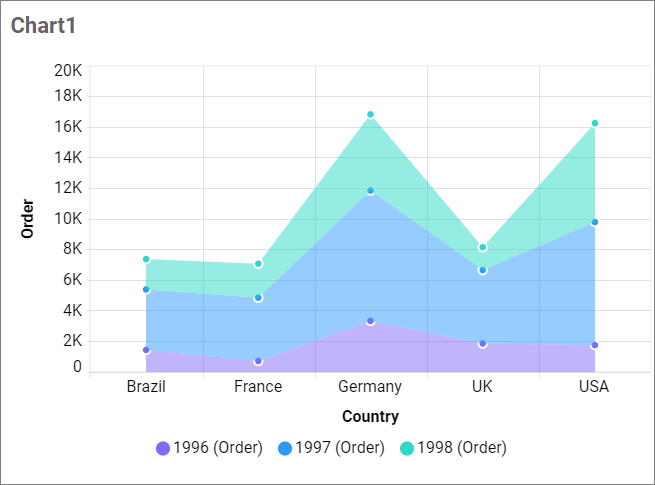 Chart1
20K
18K
16K
14K
12K
10K
8K
6K
4K
2K
0
Order
Brazil France Germany UK USA
Country
1996 (Order) 1997 (Order) 1998 (Order)